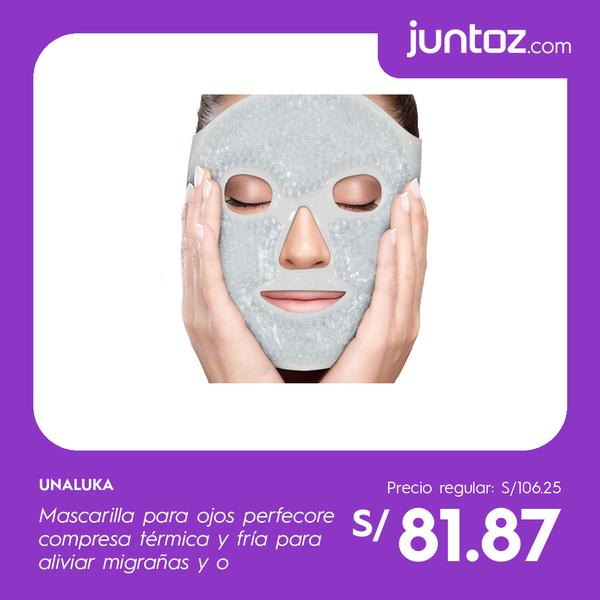 juntoz.com
UNALUKA
Mascarilla para ojos perfecore
compresa térmica y fría para
aliviar migrañas y o
Precio regular: S/106.25
S/81.87